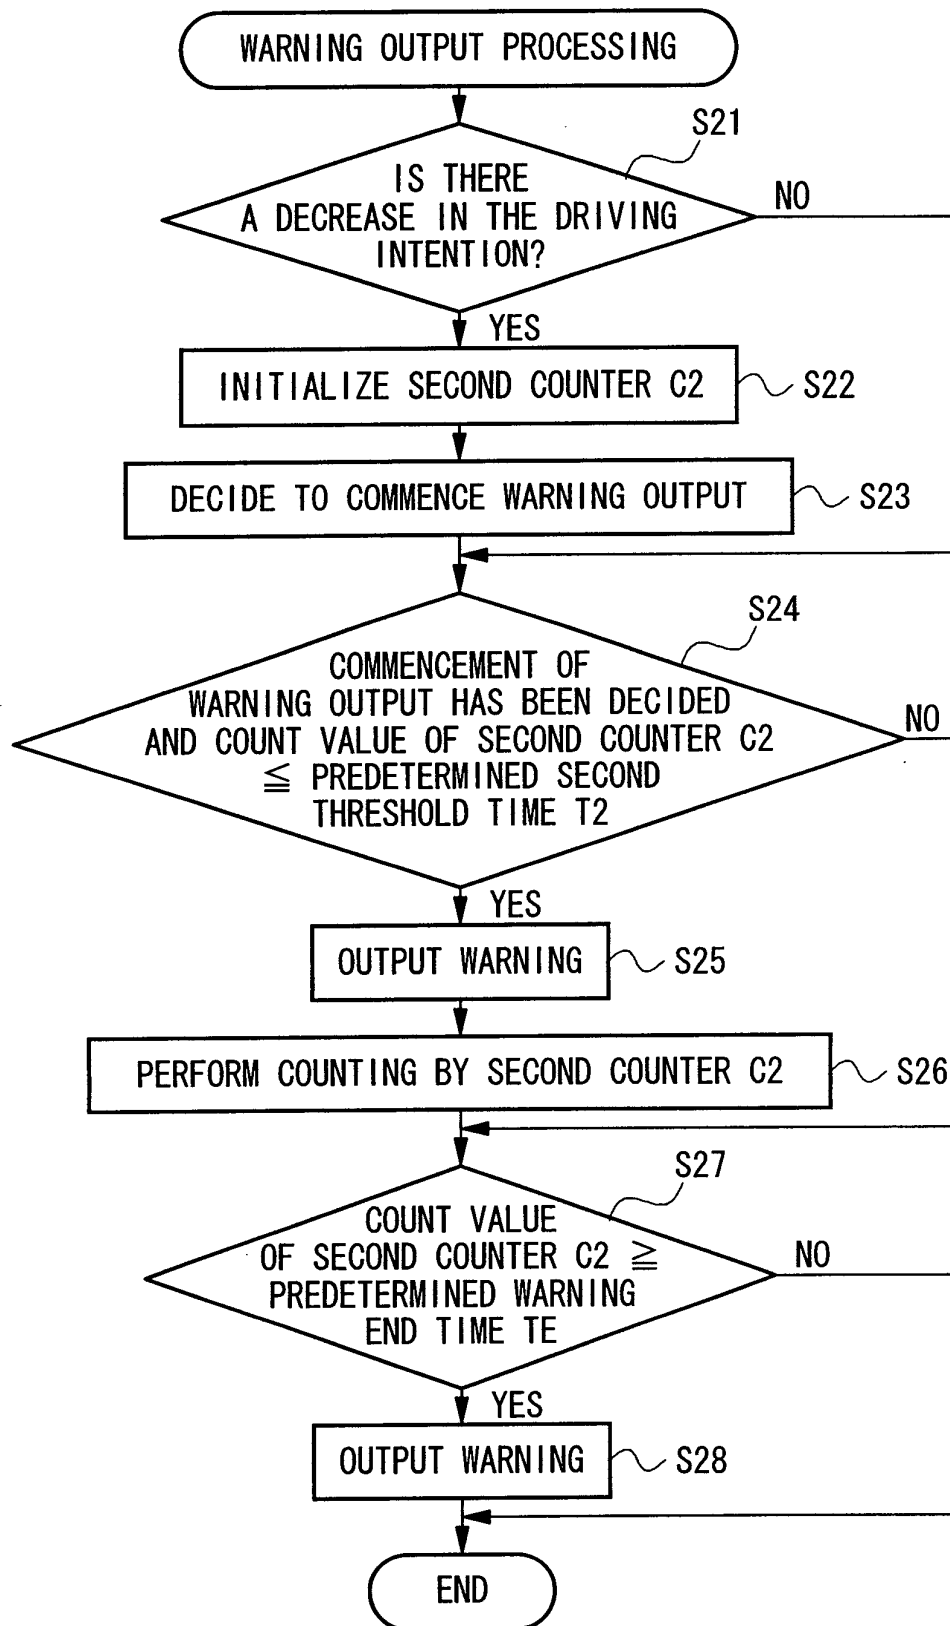 WARNING OUTPUT PROCESSING
S21
IS THERE
A DECREASE IN THE DRIVING
INTENTION?
NO
YES
INITIALIZE SECOND COUNTER C2
S22
DECIDE TO COMMENCE WARNING OUTPUT
S23
S24
COMMENCEMENT OF
WARNING OUTPUT HAS BEEN DECIDED
AND COUNT VALUE OF SECOND COUNTER C2
≦ PREDETERMINED SECOND
THRESHOLD TIME T2
NO
YES
OUTPUT WARNING
S25
PERFORM COUNTING BY SECOND COUNTER C2
S26
S27
COUNT VALUE
OF SECOND COUNTER C2 ≧
PREDETERMINED WARNING
END TIME TE
NO
YES
OUTPUT WARNING
S28
END